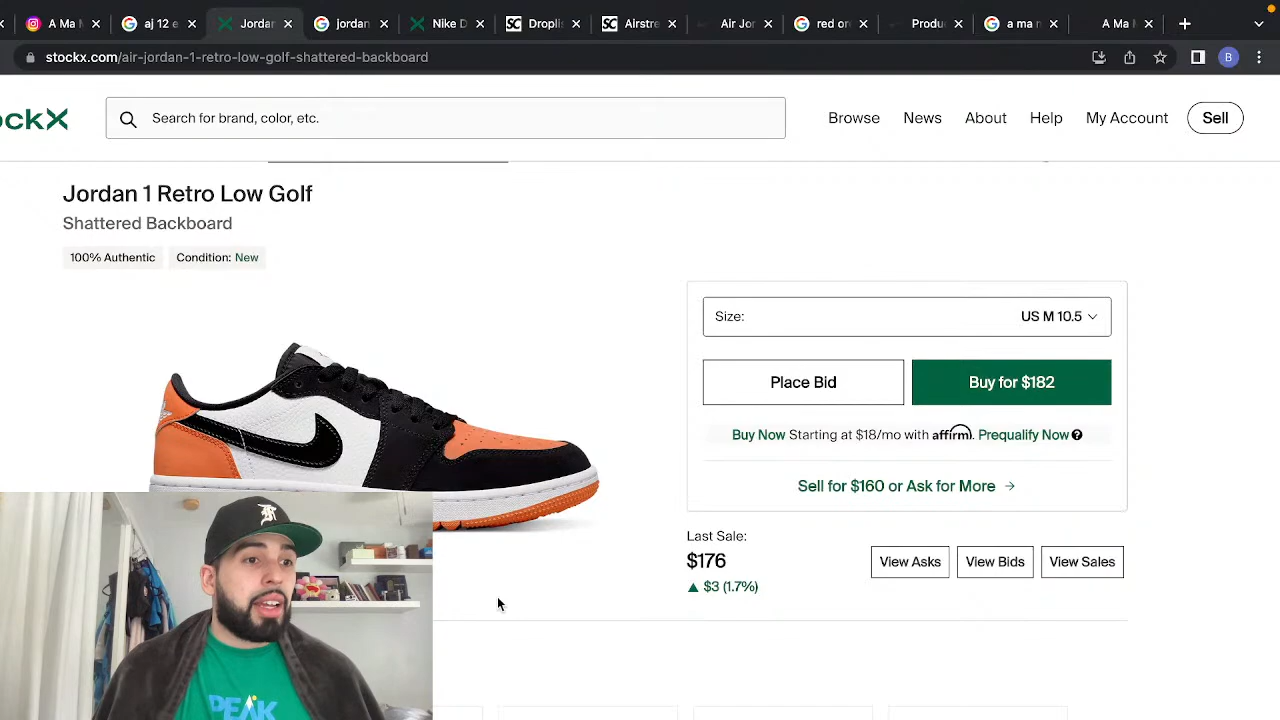 A Ma M
aj 12 e
Jordan
jordan
Nike D
SC Droplis
SC Airstre
Air Jor
red or
Produ
a ma r
A Ma M
stockx.com/air-jordan-1-retro-low-golf-shattered-backboard
B
ockX
Search for brand, color, etc.
Browse News About Help My Account Sell
Jordan 1 Retro Low Golf
Shattered Backboard
100% Authentic Condition: New
Size: US M 10.5
Place Bid Buy for $182
Buy Now Starting at $18/mo with affirm. Prequalify Now ?
Sell for $160 or Ask for More →
Last Sale:
$176
▲ $3 (1.7%)
View Asks View Bids View Sales
PEAK